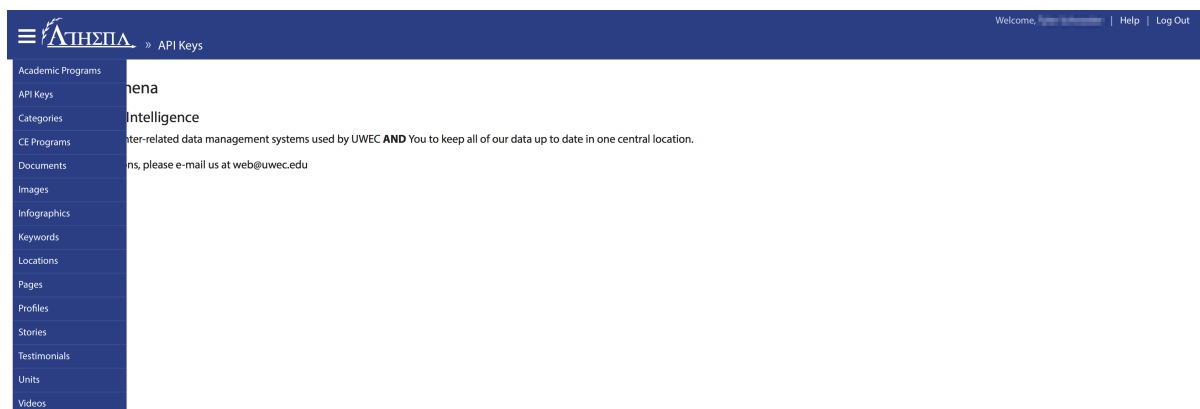 Welcome, | Help | Log Out
ΑΤΗΣΠΑ » API Keys
Academic Programs
API Keys
hena
Categories
Intelligence
CE Programs
nter-related data management systems used by UWEC AND You to keep all of our data up to date in one central location.
Documents
ns, please e-mail us at web@uwec.edu
Images
Infographics
Keywords
Locations
Pages
Profiles
Stories
Testimonials
Units
Videos